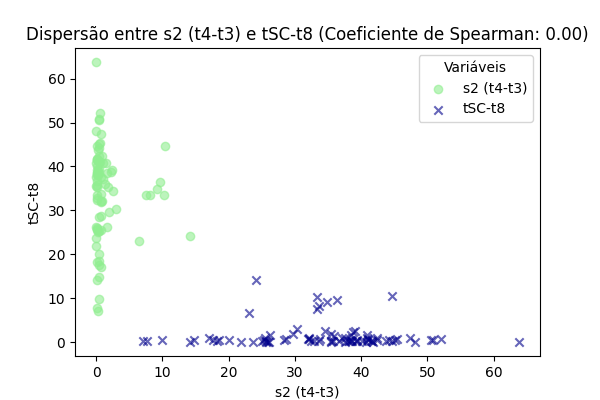 Dispersão entre s2 (t4-t3) e tSC-t8 (Coeficiente de Spearman: 0.00)
Variáveis
s2 (t4-t3)
tSC-t8
tSC-t8
60
50
40
30
20
10
0
0 10 20 30 40 50 60
s2 (t4-t3)